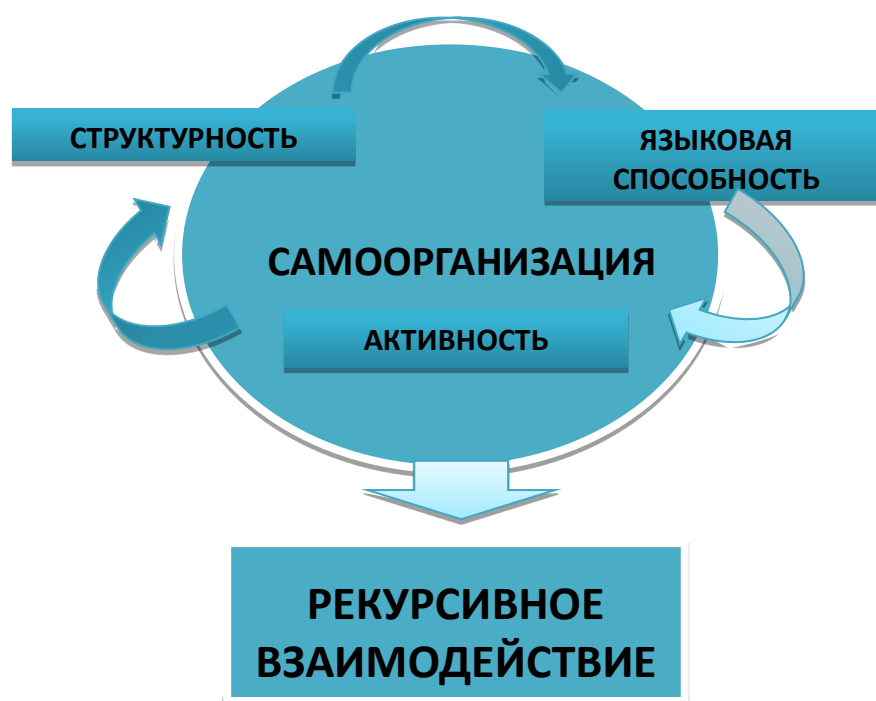 СТРУКТУРНОСТЬ
ЯЗЫКОВАЯ
СПОСОБНОСТЬ
САМООРГАНИЗАЦИЯ
АКТИВНОСТЬ
РЕКУРСИВНОЕ
ВЗАИМОДЕЙСТВИЕ